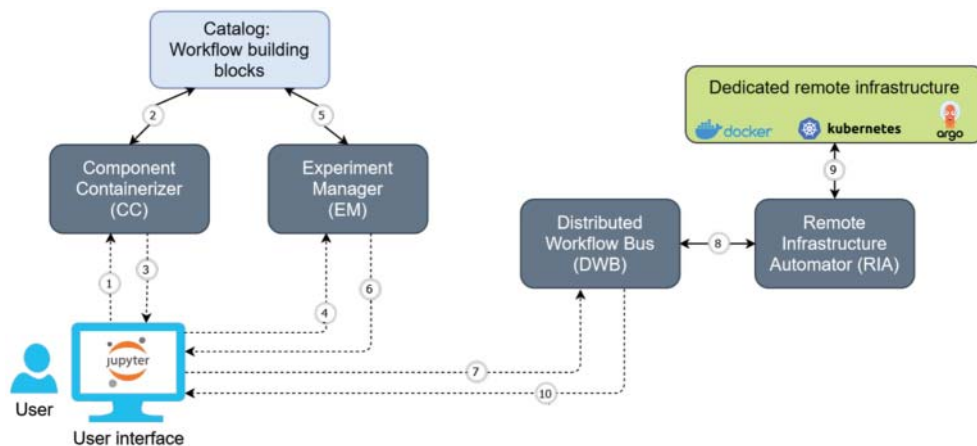 Catalog:
Workflow building
blocks
2
5
Component
Containerizer
(CC)
Experiment
Manager
(EM)
Dedicated remote infrastructure
docker
kubernetes
argo
9
Distributed
Workflow Bus
(DWB)
8
Remote
Infrastructure
Automator (RIA)
1
3
4
6
jupyter
7
10
User
User interface